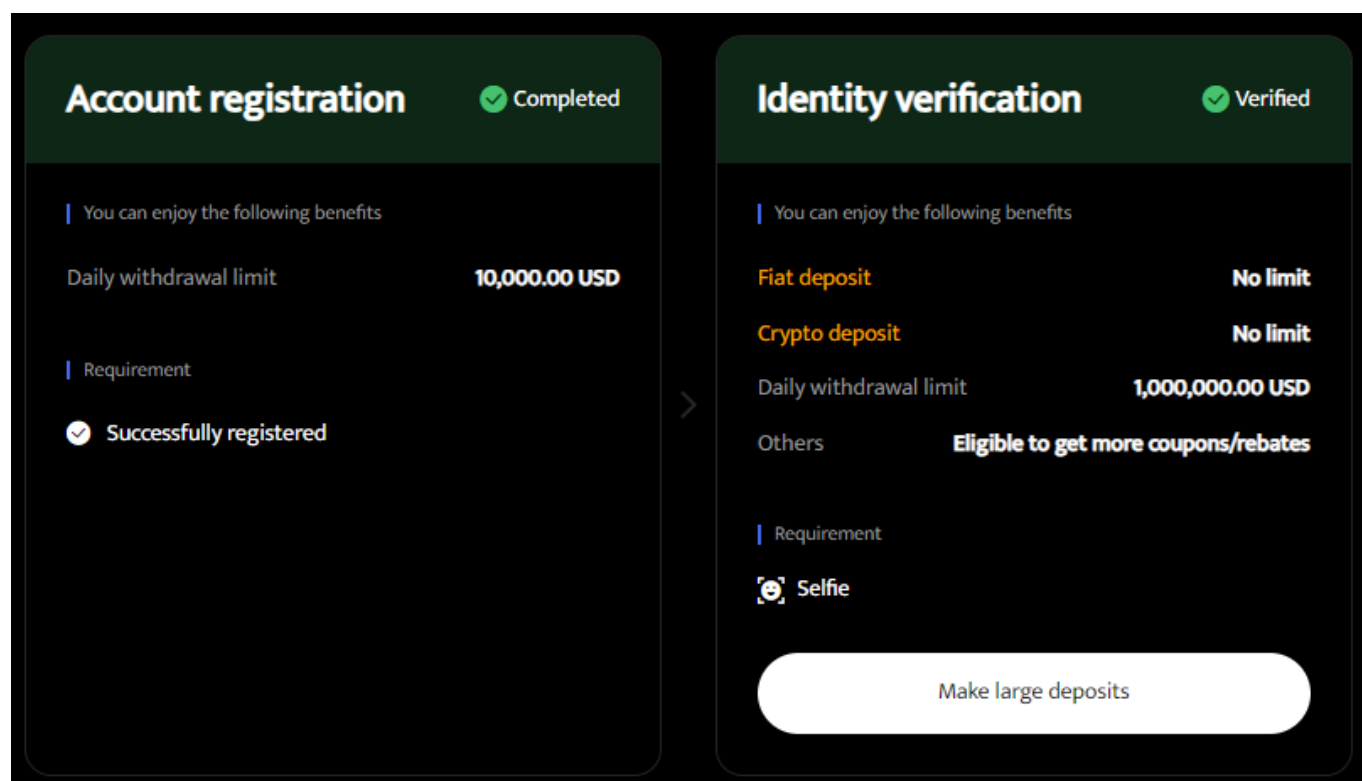 Account registration
Completed
You can enjoy the following benefits
Daily withdrawal limit
10,000.00 USD
Requirement
Successfully registered
Identity verification
Verified
You can enjoy the following benefits
Fiat deposit
No limit
Crypto deposit
No limit
Daily withdrawal limit
1,000,000.00 USD
Others
Eligible to get more coupons/rebates
Requirement
Selfie
Make large deposits